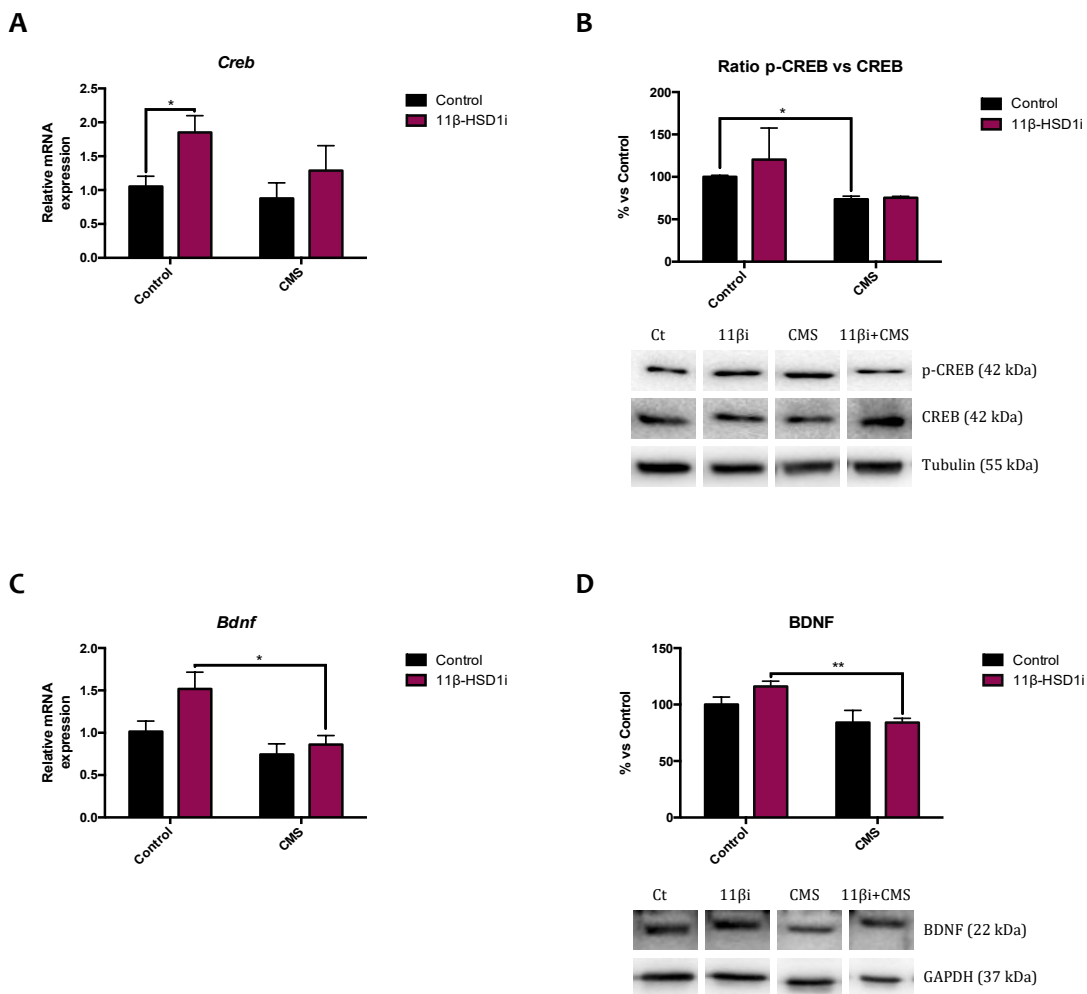 A
Creb
Relative mRNA
expression
2.5
2.0
1.5
1.0
0.5
0.0
*
Control
CMS
Control
11β-HSD1i
B
Ratio p-CREB vs CREB
% vs Control
200
150
100
50
0
*
Control
CMS
Control
11β-HSD1i
Ct 11βi CMS 11βi+CMS
p-CREB (42 kDa)
CREB (42 kDa)
Tubulin (55 kDa)
C
Bdnf
Relative mRNA
expression
2.0
1.5
1.0
0.5
0.0
*
Control
CMS
Control
11β-HSD1i
D
BDNF
% vs Control
150
100
50
0
**
Control
CMS
Control
11β-HSD1i
Ct 11βi CMS 11βi+CMS
BDNF (22 kDa)
GAPDH (37 kDa)